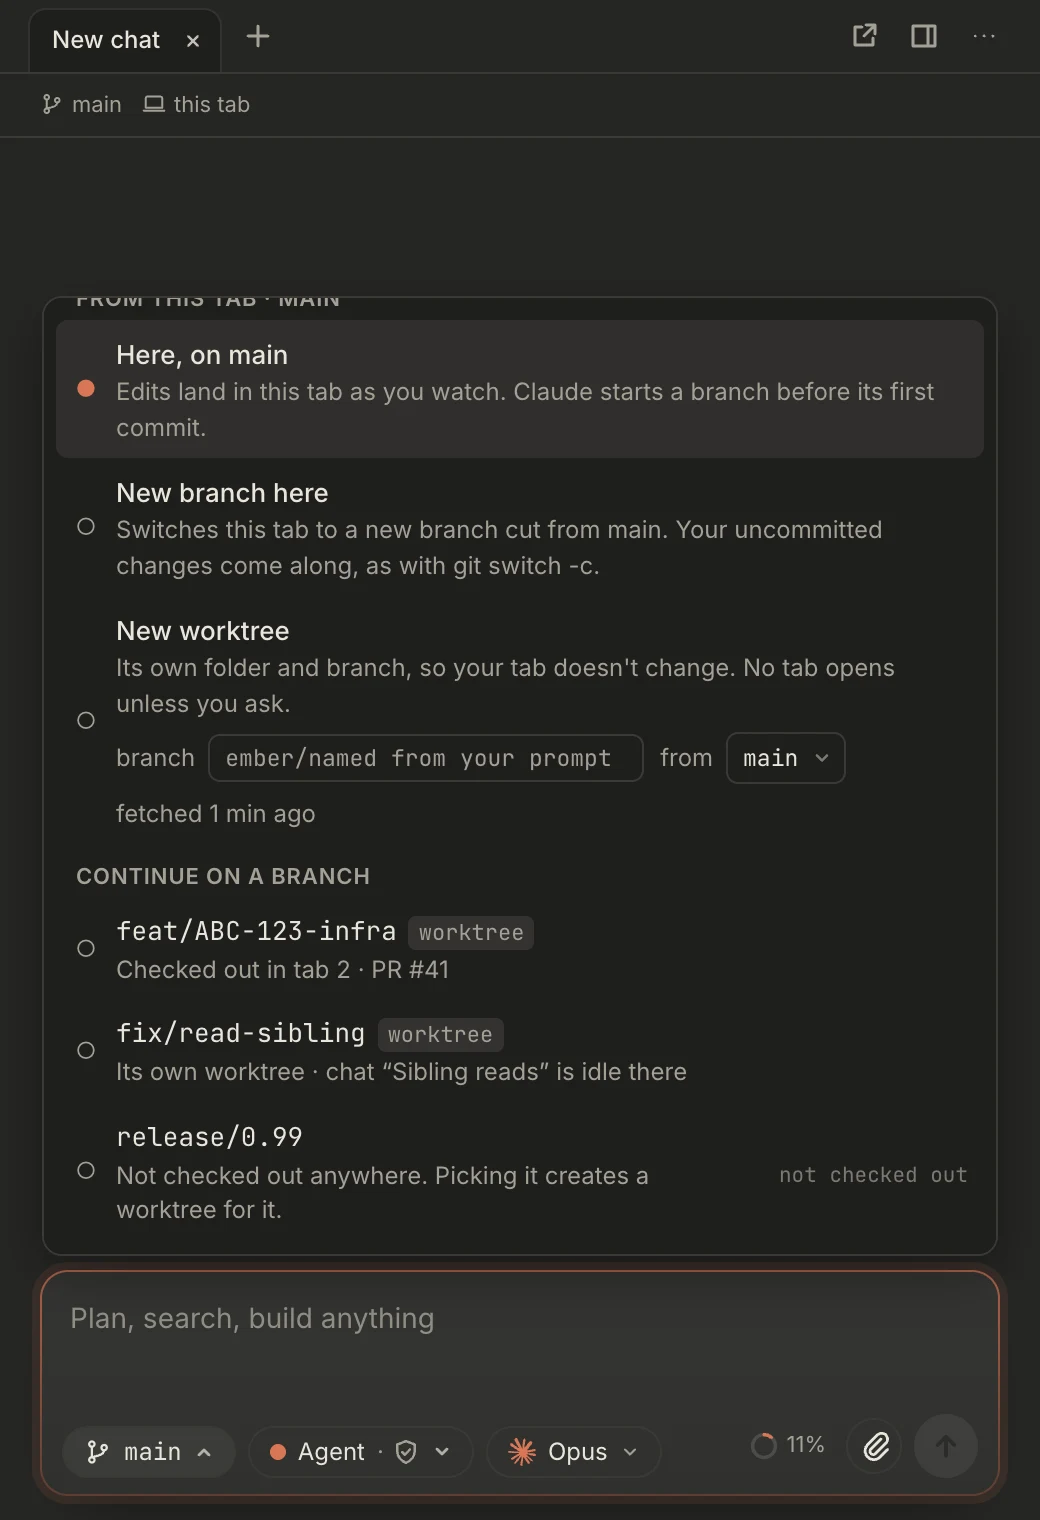 New chat
main this tab
FROM THIS TAB · MAIN
Here, on main
Edits land in this tab as you watch. Claude starts a branch before its first
commit.
New branch here
Switches this tab to a new branch cut from main. Your uncommitted
changes come along, as with git switch -c.
New worktree
Its own folder and branch, so your tab doesn't change. No tab opens
unless you ask.
branch ember/named from your prompt from main
fetched 1 min ago
CONTINUE ON A BRANCH
feat/ABC-123-infra worktree
Checked out in tab 2 · PR #41
fix/read-sibling worktree
Its own worktree · chat “Sibling reads” is idle there
release/0.99
Not checked out anywhere. Picking it creates a
worktree for it.
not checked out
Plan, search, build anything
main Agent · Opus 11%